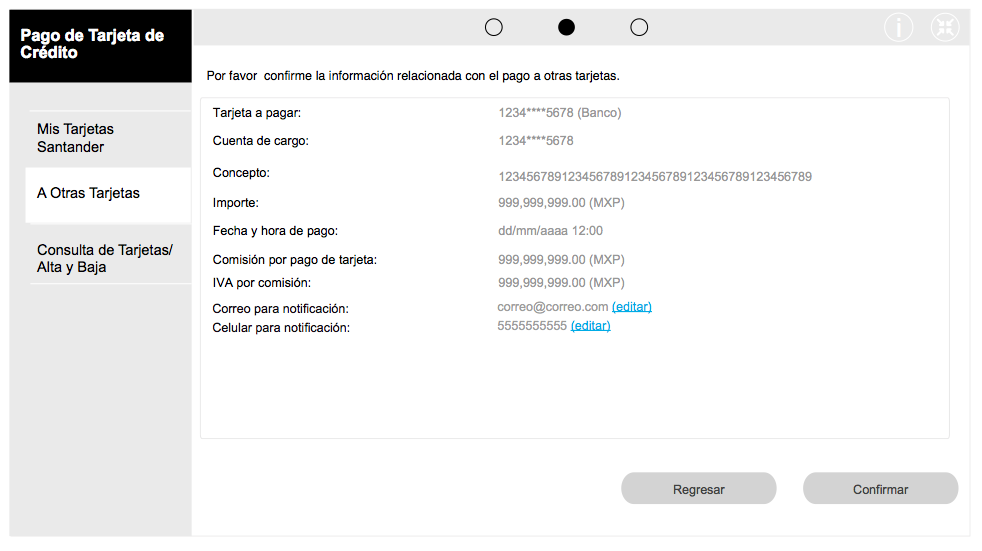 Pago de Tarjeta de
Crédito
i
Por favor confirme la información relacionada con el pago a otras tarjetas.
Mis Tarjetas
Santander
A Otras Tarjetas
Consulta de Tarjetas/
Alta y Baja
Tarjeta a pagar: 1234****5678 (Banco)
Cuenta de cargo: 1234****5678
Concepto: 123456789123456789123456789123456789123456789
Importe: 999,999,999.00 (MXP)
Fecha y hora de pago: dd/mm/aaaa 12:00
Comisión por pago de tarjeta: 999,999,999.00 (MXP)
IVA por comisión: 999,999,999.00 (MXP)
Correo para notificación: correo@correo.com (editar)
Celular para notificación: 5555555555 (editar)
Regresar
Confirmar